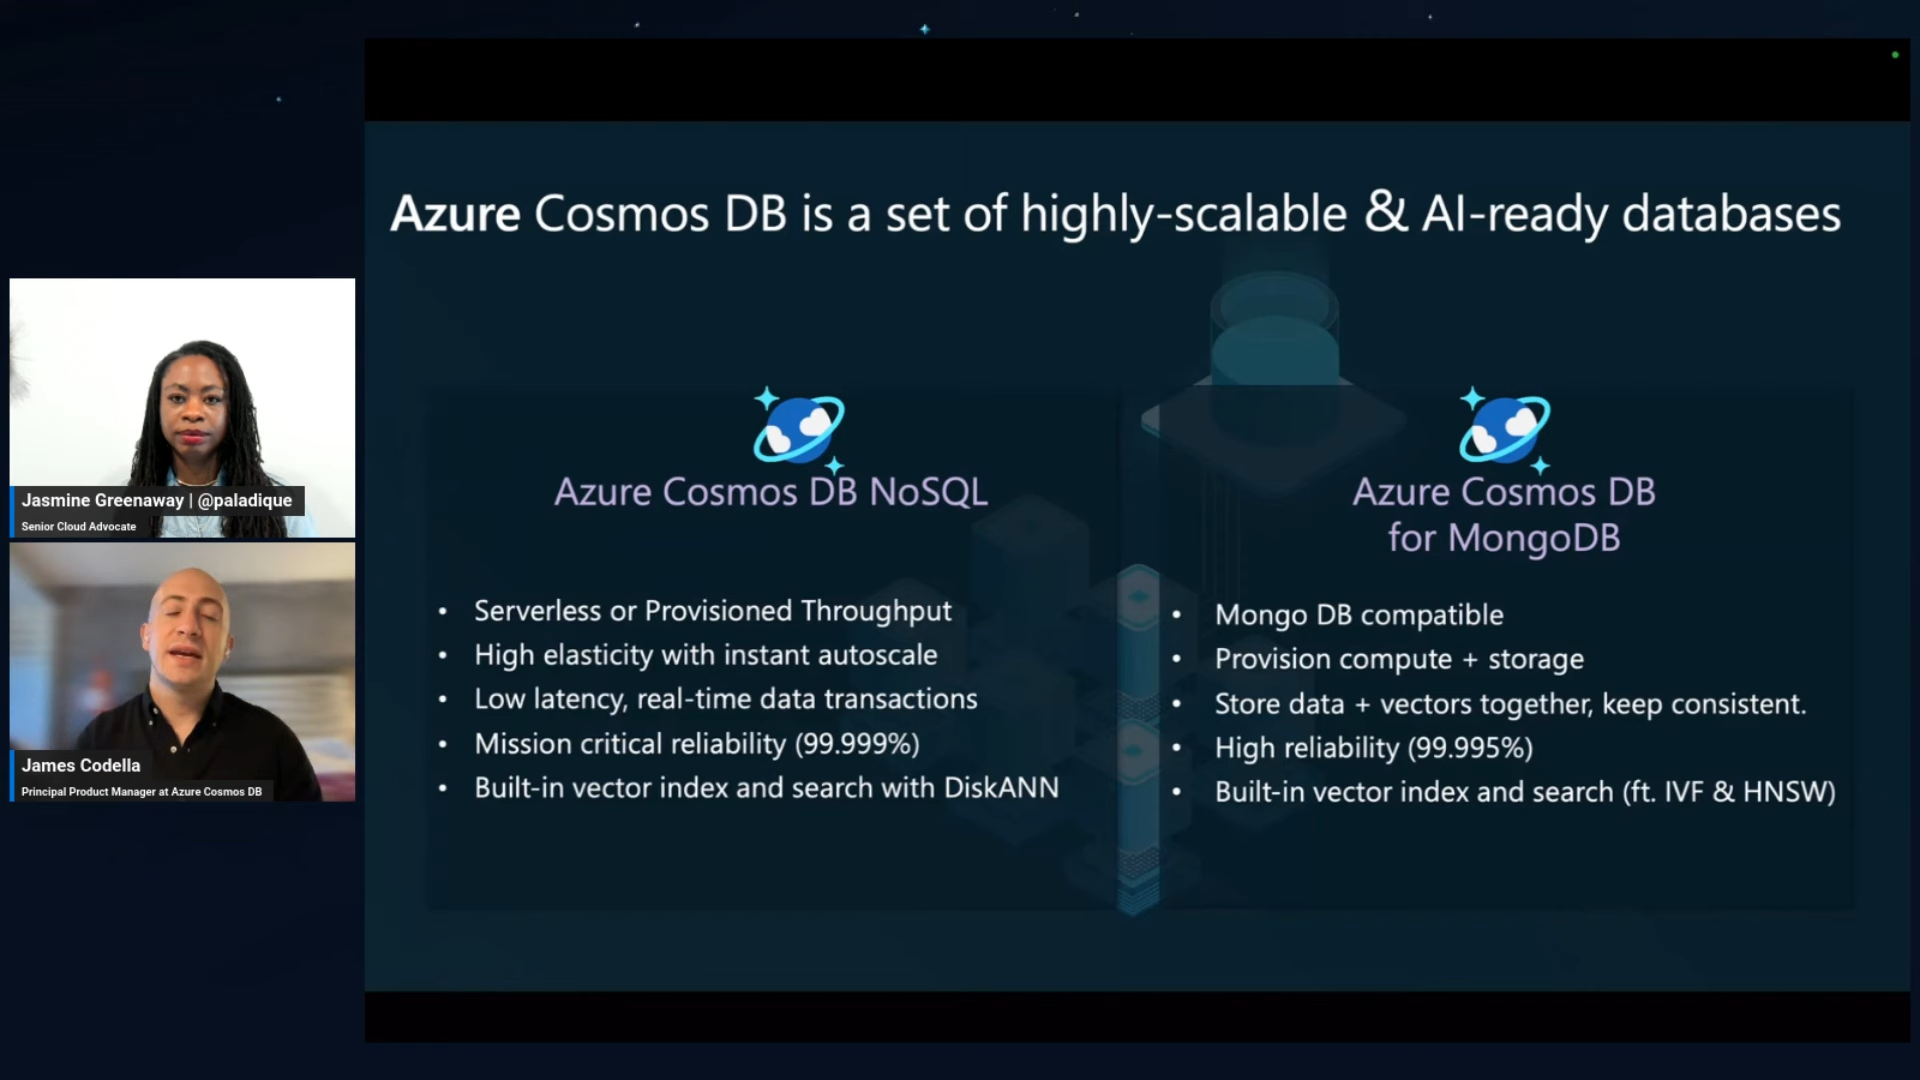 Azure Cosmos DB is a set of highly-scalable & AI-ready databases
Azure Cosmos DB NoSQL
• Serverless or Provisioned Throughput
• High elasticity with instant autoscale
• Low latency, real-time data transactions
• Mission critical reliability (99.999%)
• Built-in vector index and search with DiskANN
Azure Cosmos DB
for MongoDB
• Mongo DB compatible
• Provision compute + storage
• Store data + vectors together, keep consistent.
• High reliability (99.995%)
• Built-in vector index and search (ft. IVF & HNSW)
Jasmine Greenaway | @paladique
Senior Cloud Advocate
James Codella
Principal Product Manager at Azure Cosmos DB